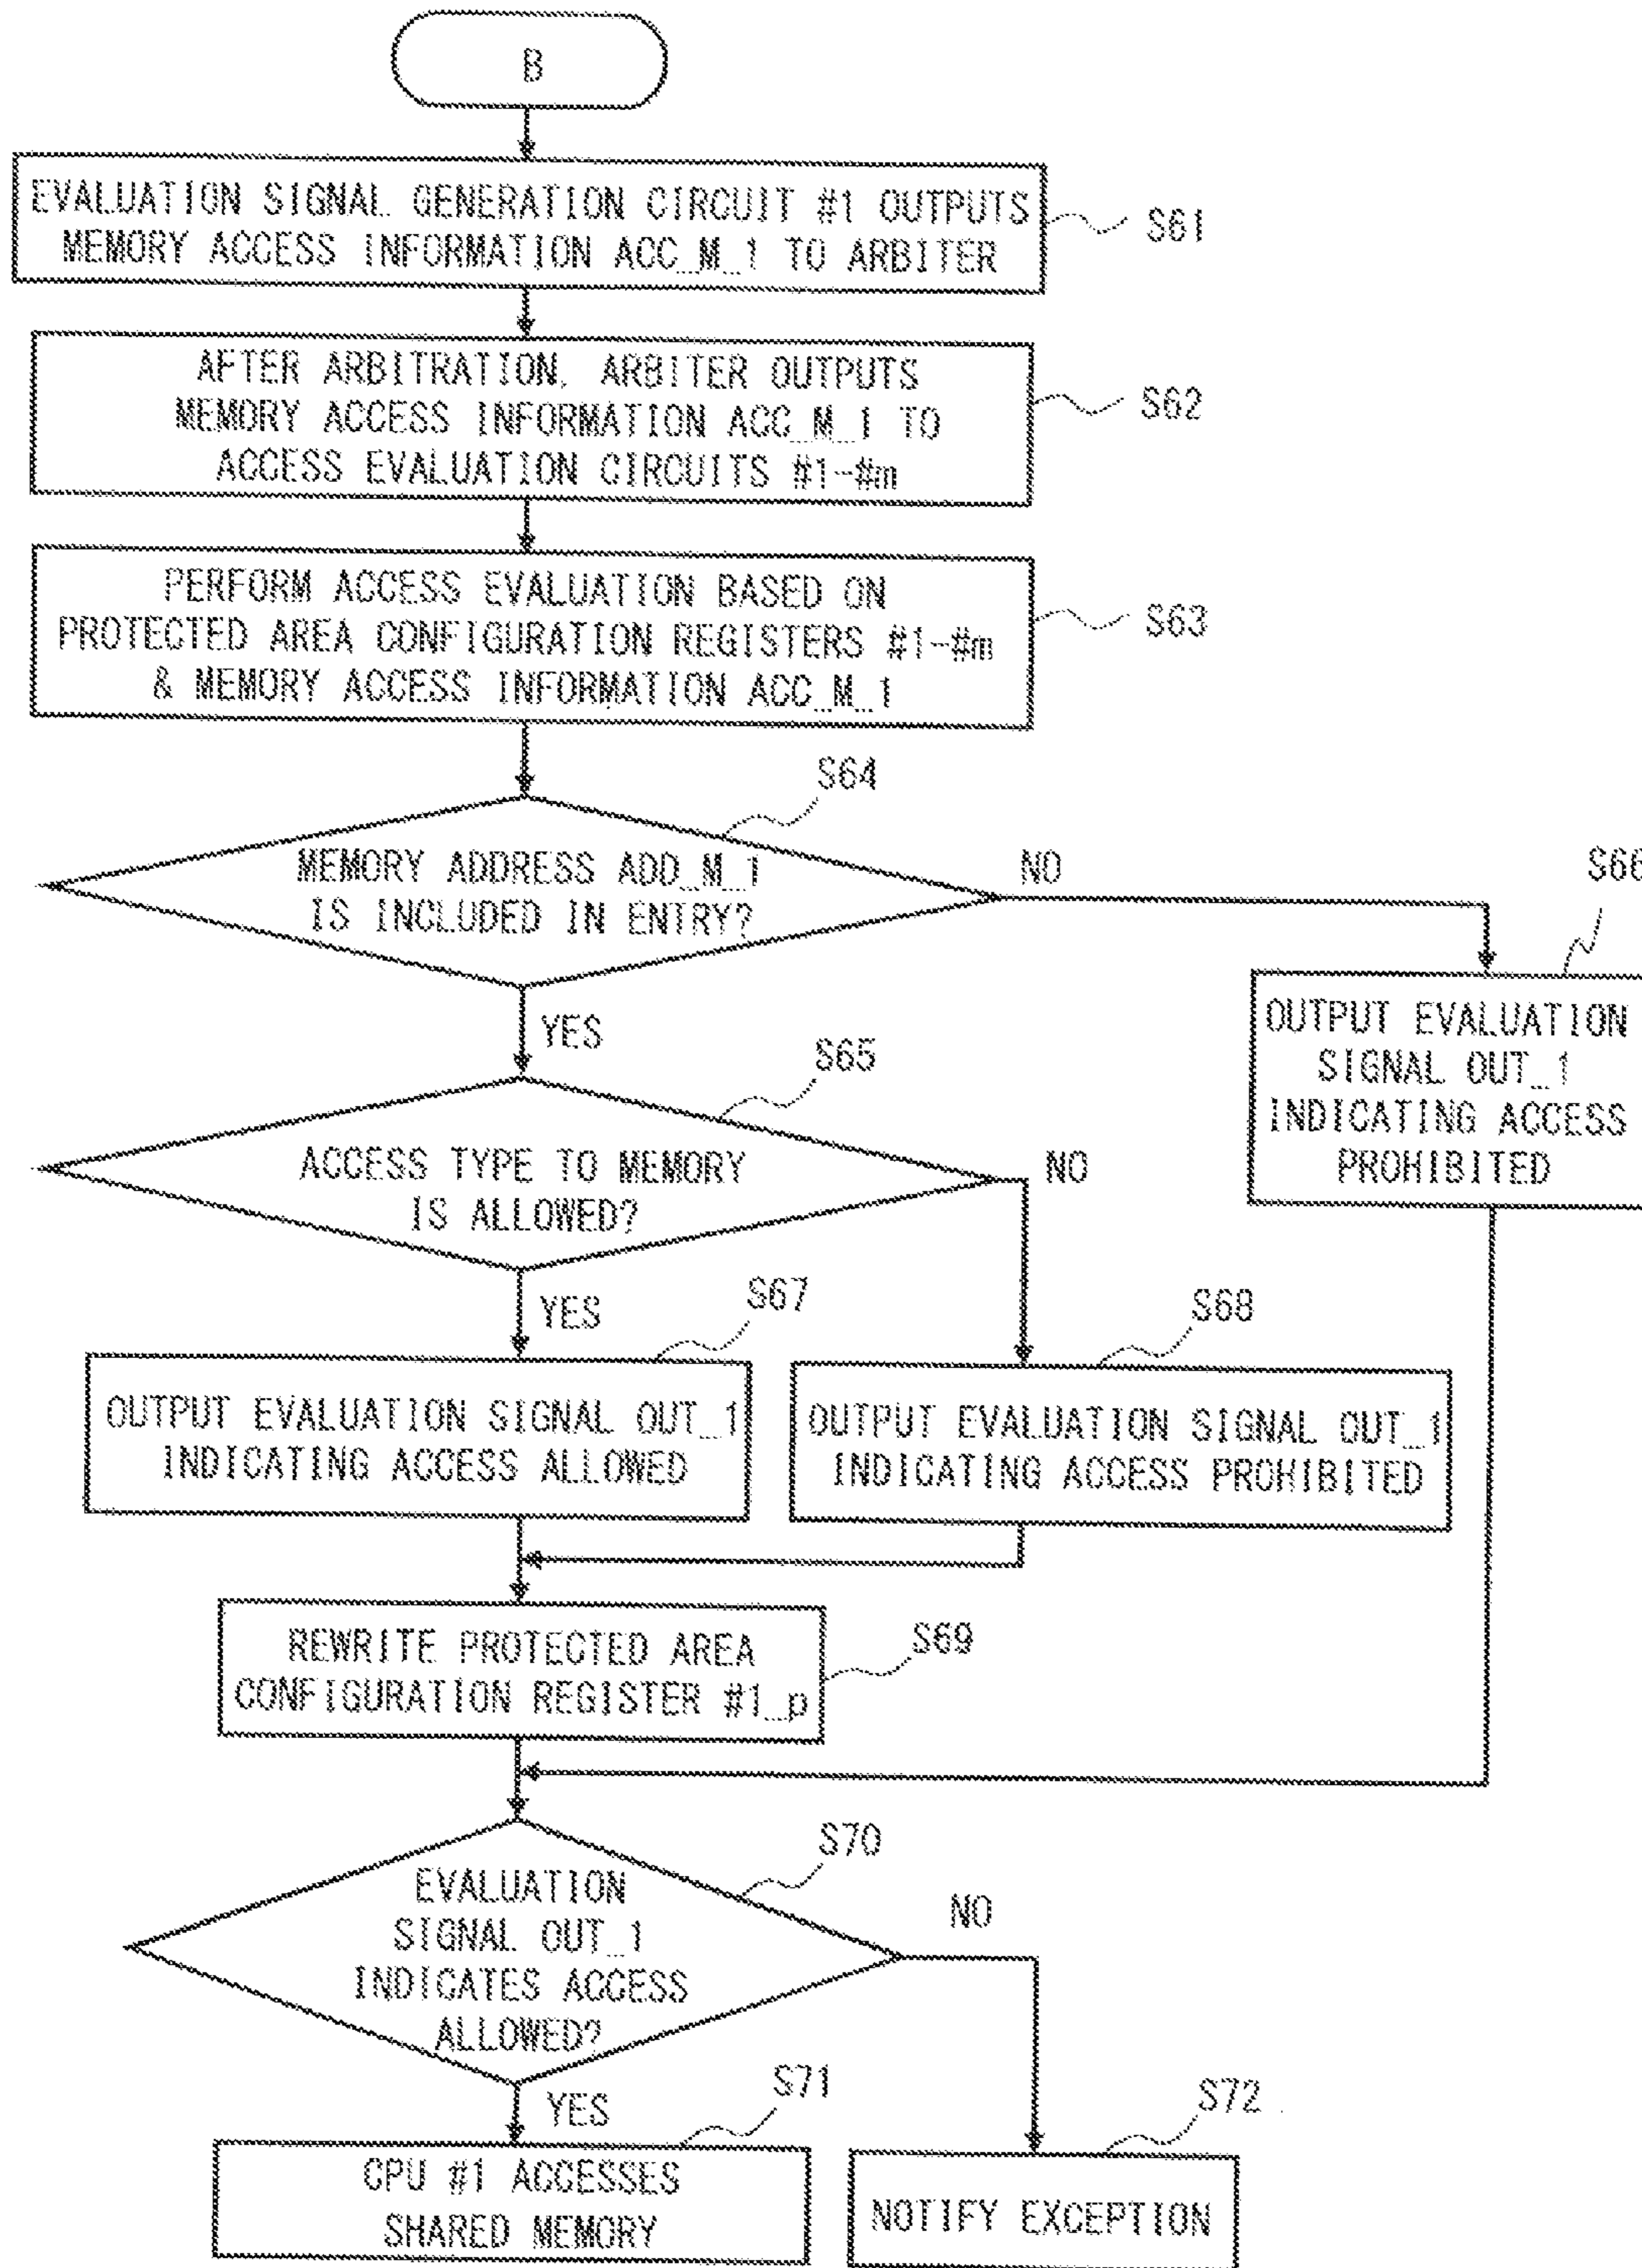 B
EVALUATION SIGNAL GENERATION CIRCUIT #1 OUTPUTS
MEMORY ACCESS INFORMATION ACC_M_1 TO ARBITER
S61
AFTER ARBITRATION, ARBITER OUTPUTS
MEMORY ACCESS INFORMATION ACC_M_1 TO
ACCESS EVALUATION CIRCUITS #1-#m
S62
PERFORM ACCESS EVALUATION BASED ON
PROTECTED AREA CONFIGURATION REGISTERS #1-#m
& MEMORY ACCESS INFORMATION ACC_M_1
S63
S64
MEMORY ADDRESS ADD_M_1
IS INCLUDED IN ENTRY?
NO
YES
S66
OUTPUT EVALUATION
SIGNAL OUT_1
INDICATING ACCESS
PROHIBITED
S65
ACCESS TYPE TO MEMORY
IS ALLOWED?
NO
YES
S67
OUTPUT EVALUATION SIGNAL OUT_1
INDICATING ACCESS ALLOWED
S68
OUTPUT EVALUATION SIGNAL OUT_1
INDICATING ACCESS PROHIBITED
REWRITE PROTECTED AREA
CONFIGURATION REGISTER #1_p
S69
S70
EVALUATION
SIGNAL OUT_1
INDICATES ACCESS
ALLOWED?
NO
YES
S71
CPU #1 ACCESSES
SHARED MEMORY
S72
NOTIFY EXCEPTION